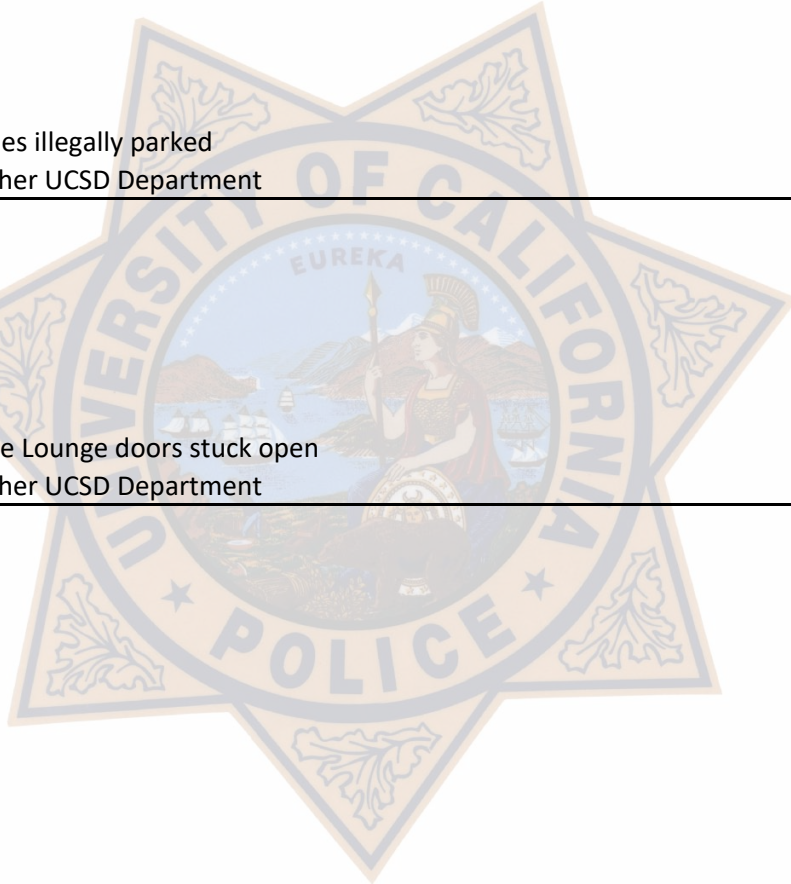 es illegally parked
her UCSD Department
UNIVERSITY OF CALIFORNIA
EUREKA
e Lounge doors stuck open
her UCSD Department
POLICE